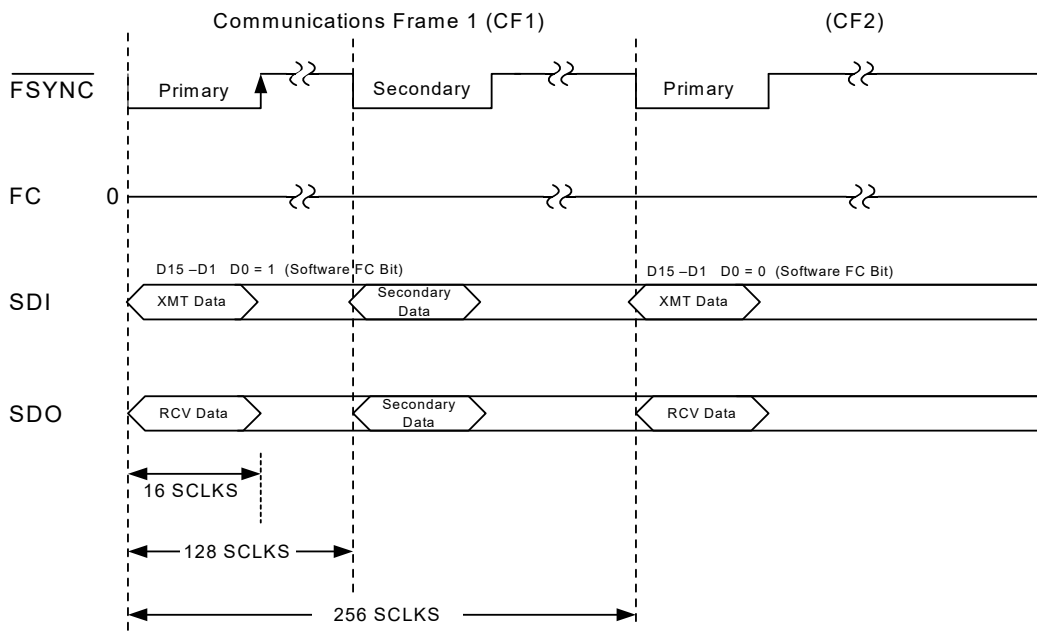 Communications Frame 1 (CF1) (CF2)
FSYNC Primary Secondary Primary
FC 0
D15 –D1 D0 = 1 (Software FC Bit) D15 –D1 D0 = 0 (Software FC Bit)
SDI XMT Data Secondary Data XMT Data
SDO RCV Data Secondary Data RCV Data
16 SCLKS
128 SCLKS
256 SCLKS